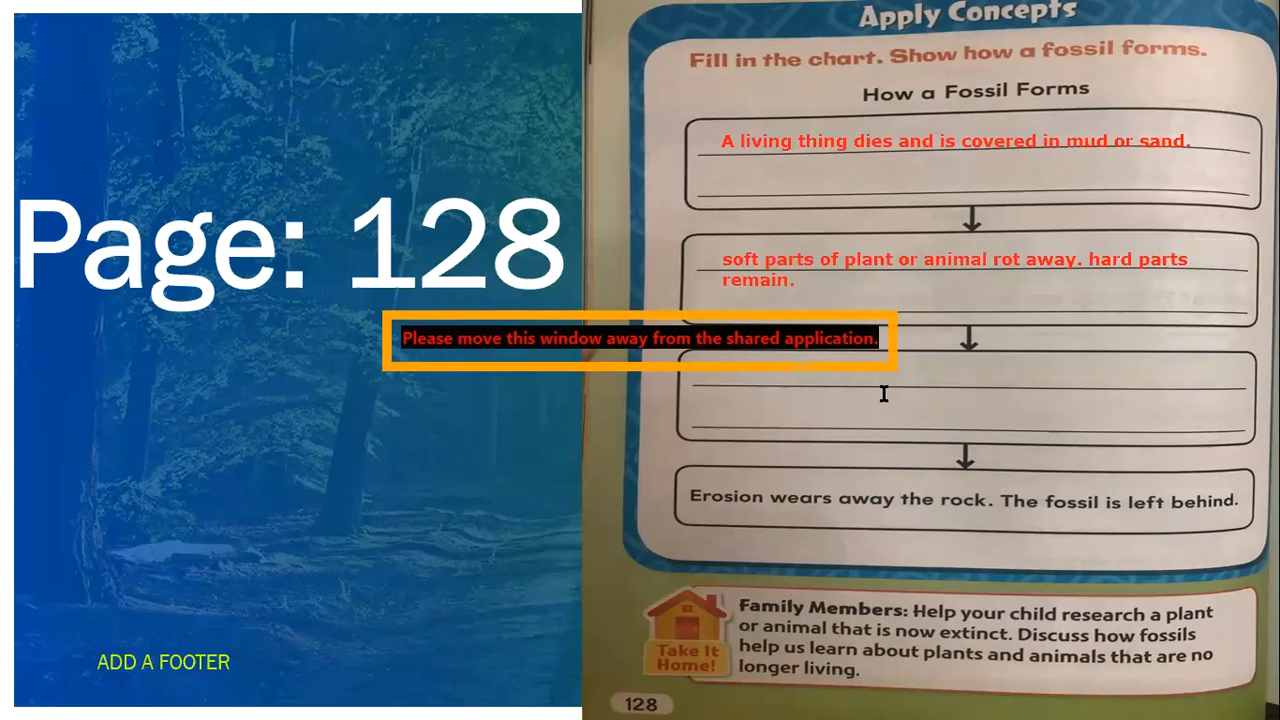 Page: 128
ADD A FOOTER
Please move this window away from the shared application.
Apply Concepts
Fill in the chart. Show how a fossil forms.
How a Fossil Forms
A living thing dies and is covered in mud or sand.
soft parts of plant or animal rot away. hard parts
remain.
Erosion wears away the rock. The fossil is left behind.
Take It
Home!
Family Members: Help your child research a plant
or animal that is now extinct. Discuss how fossils
help us learn about plants and animals that are no
longer living.
128